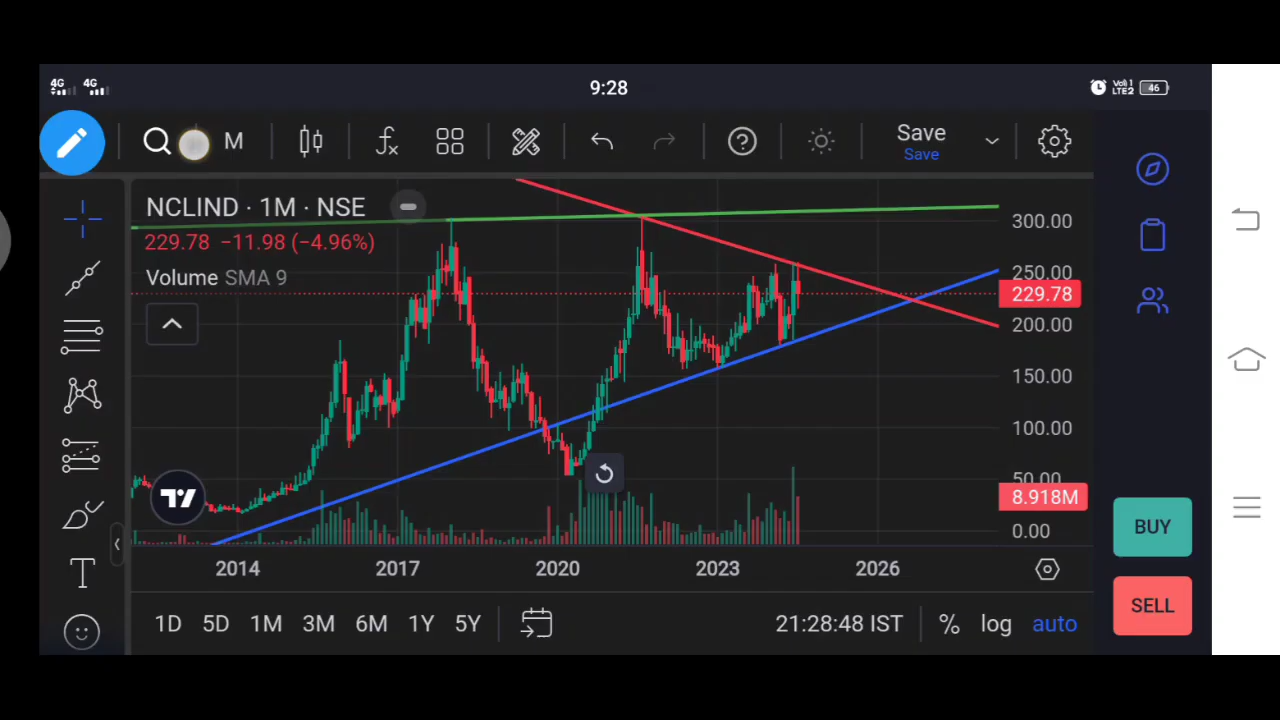 4G 4G 9:28 Vol) 1 LTE2 46
M Save
Save
NCLIND · 1M · NSE
229.78 −11.98 (−4.96%)
Volume SMA 9
300.00
250.00
229.78
200.00
150.00
100.00
50.00
8.918M
0.00
BUY
2014 2017 2020 2023 2026
SELL
1D 5D 1M 3M 6M 1Y 5Y 21:28:48 IST % log auto
T